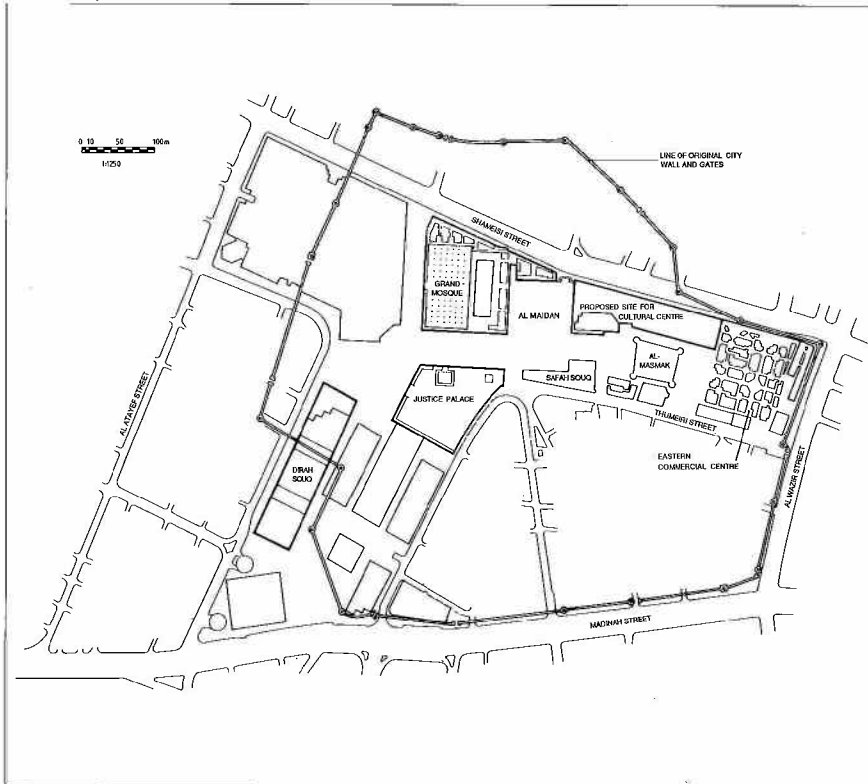 0 10 50 100m
1:1250
LINE OF ORIGINAL CITY
WALL AND GATES
SHAMEISI STREET
GRAND
MOSQUE
AL MAIDAN
PROPOSED SITE FOR
CULTURAL CENTRE
AL-
MASMAK
SAFAH SOUQ
JUSTICE PALACE
THUMEIRI STREET
AL ATAYEF STREET
EASTERN
COMMERCIAL CENTRE
DIRAH
SOUQ
AL WAZIR STREET
MADINAH STREET